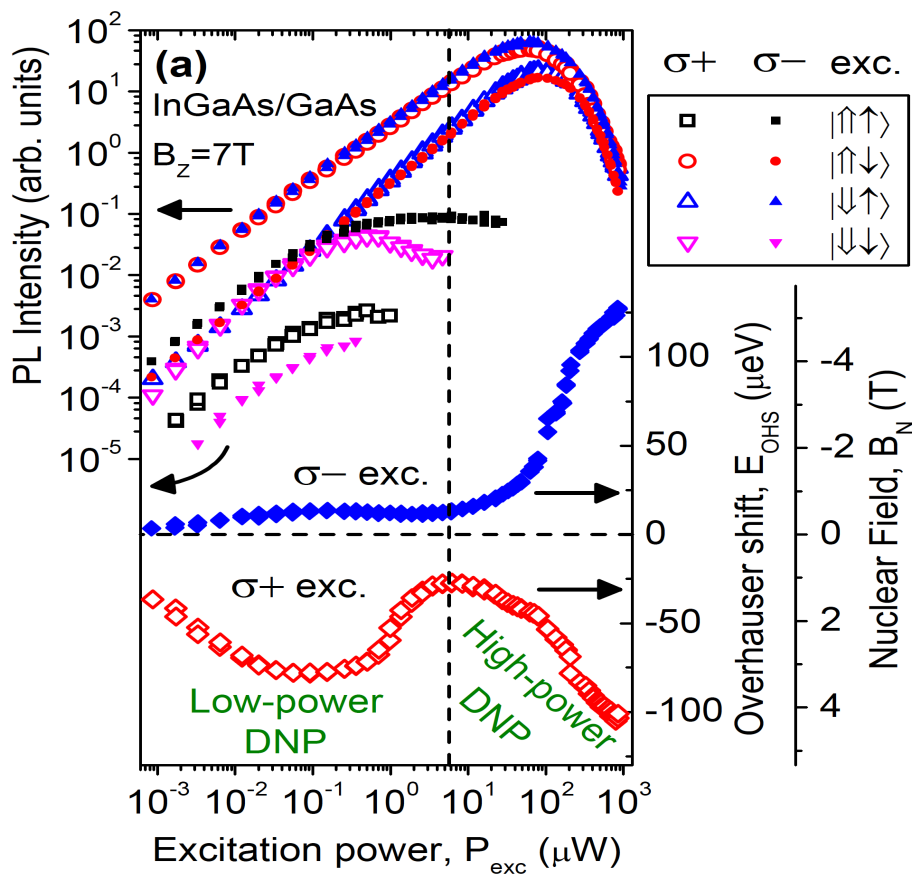 (a)
InGaAs/GaAs
B_Z=7T
PL Intensity (arb. units)
10^2
10^1
10^0
10^-1
10^-2
10^-3
10^-4
10^-5
σ+ σ− exc.
|⇑↑⟩
|⇑↓⟩
|⇓↑⟩
|⇓↓⟩
σ− exc.
σ+ exc.
Low-power
DNP
High-power
DNP
100
50
0
-50
-100
Overhauser shift, E_OHS (μeV)
-4
-2
0
2
4
Nuclear Field, B_N (T)
10^-3 10^-2 10^-1 10^0 10^1 10^2 10^3
Excitation power, P_exc (μW)